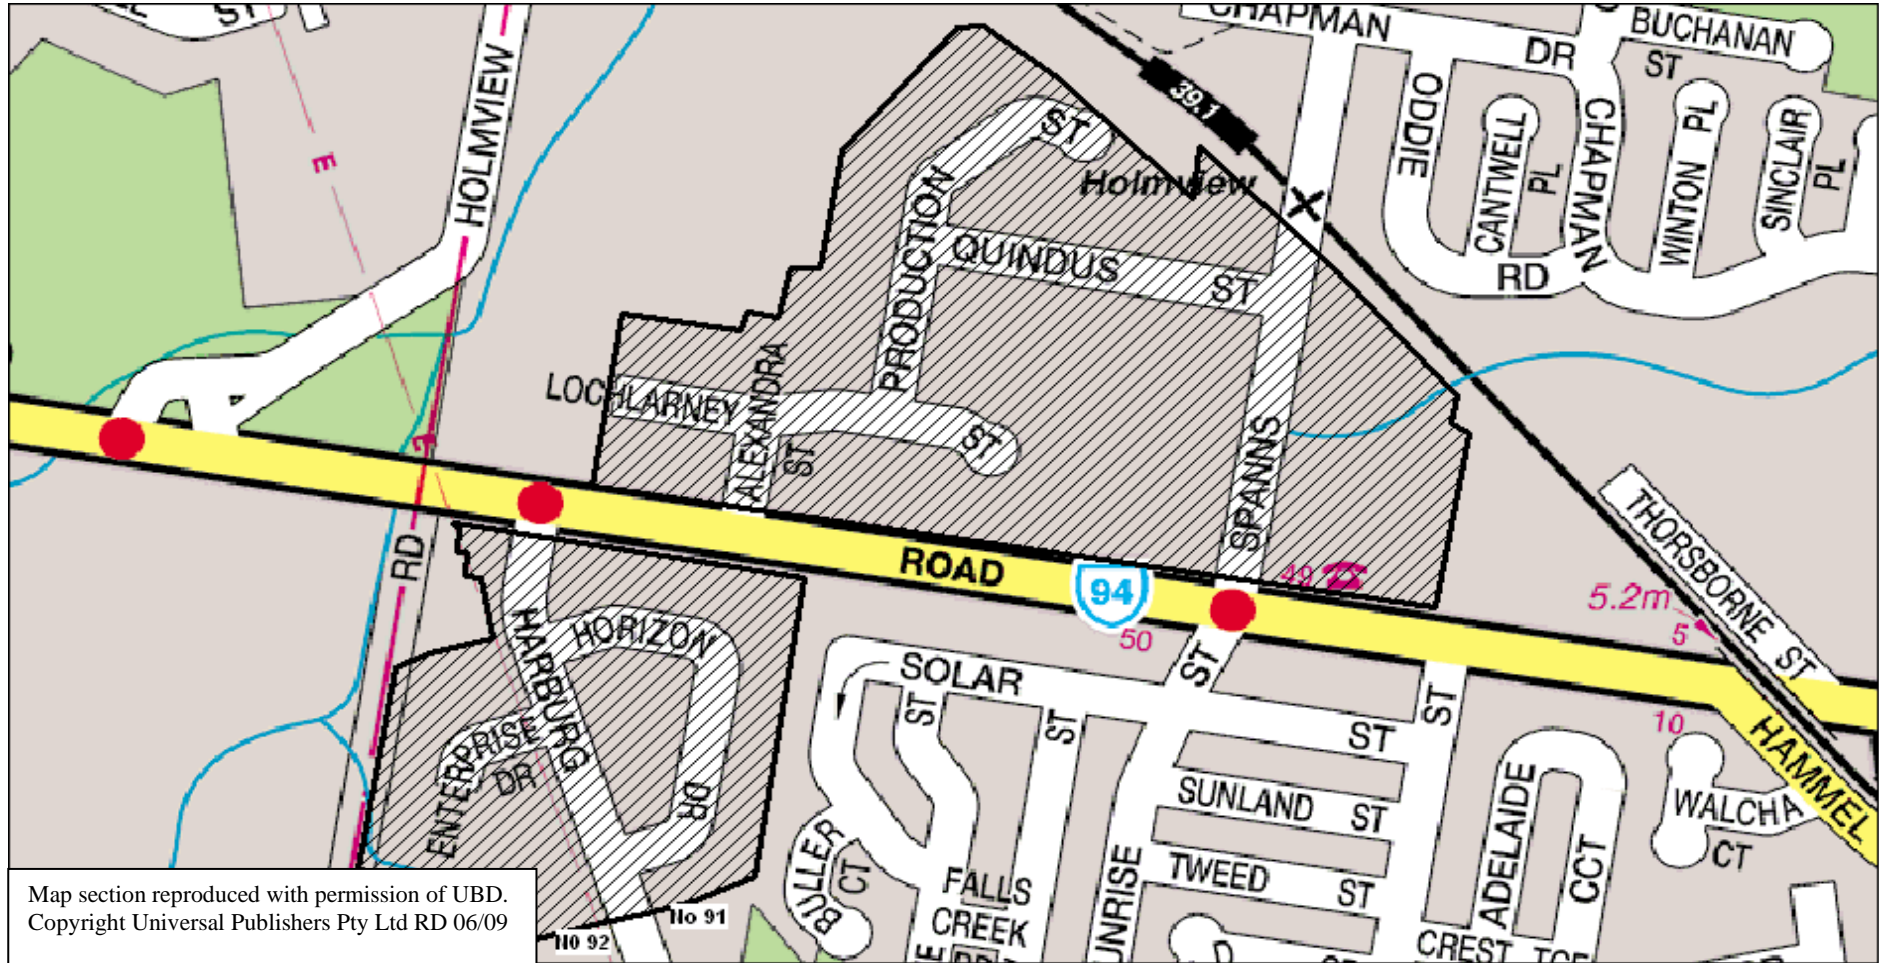 ST
CHAPMAN
DR
BUCHANAN
ST
HOLMVIEW
E
39.1
ODDIE
CANTWELL
PL
CHAPMAN
WINTON PL
SINCLAIR
PL
ST
Holmview
PRODUCTION
QUINDUS
ST
RD
PRODUCTION
LOCHLARNEY
ALEXANDRA
ST
ST
SPANNS
RD
ROAD
94
49
50
5.2m
5
10
THORSBORNE ST
HARBURG
HORIZON
DR
ENTERPRISE
DR
SOLAR
ST
ST
ST
ST
ST
HAMMEL
SUNLAND ST
TWEED ST
ADELAIDE
CCT
WALCHA
CT
BULLER
CT
FALLS
CREEK
UNRISE
CREST
No 91
N0 92
Map section reproduced with permission of UBD.
Copyright Universal Publishers Pty Ltd RD 06/09